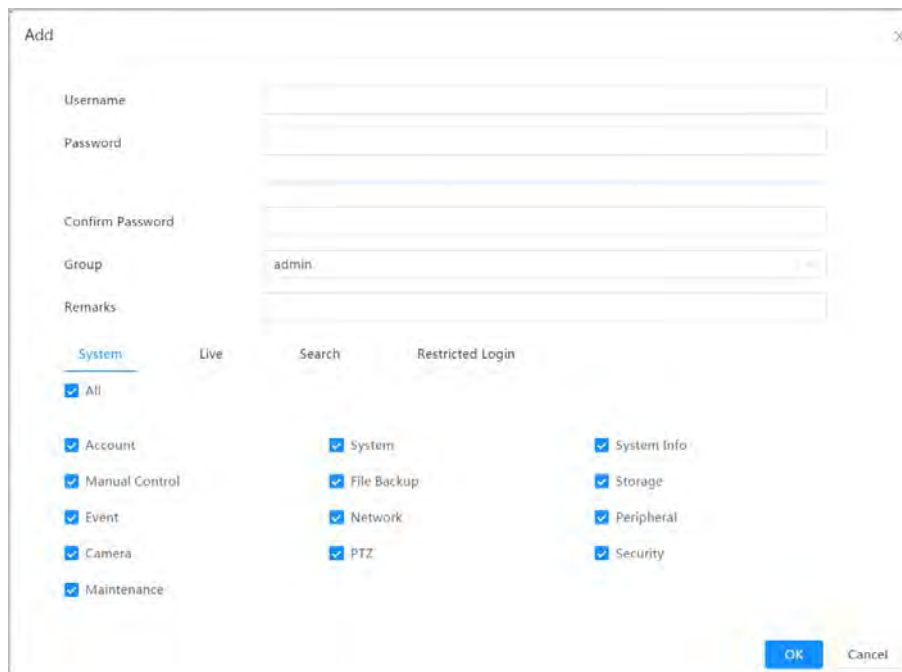 Add
Username
Password
Confirm Password
Group admin
Remarks
System Live Search Restricted Login
All
Account System System Info
Manual Control File Backup Storage
Event Network Peripheral
Camera PTZ Security
Maintenance
OK Cancel